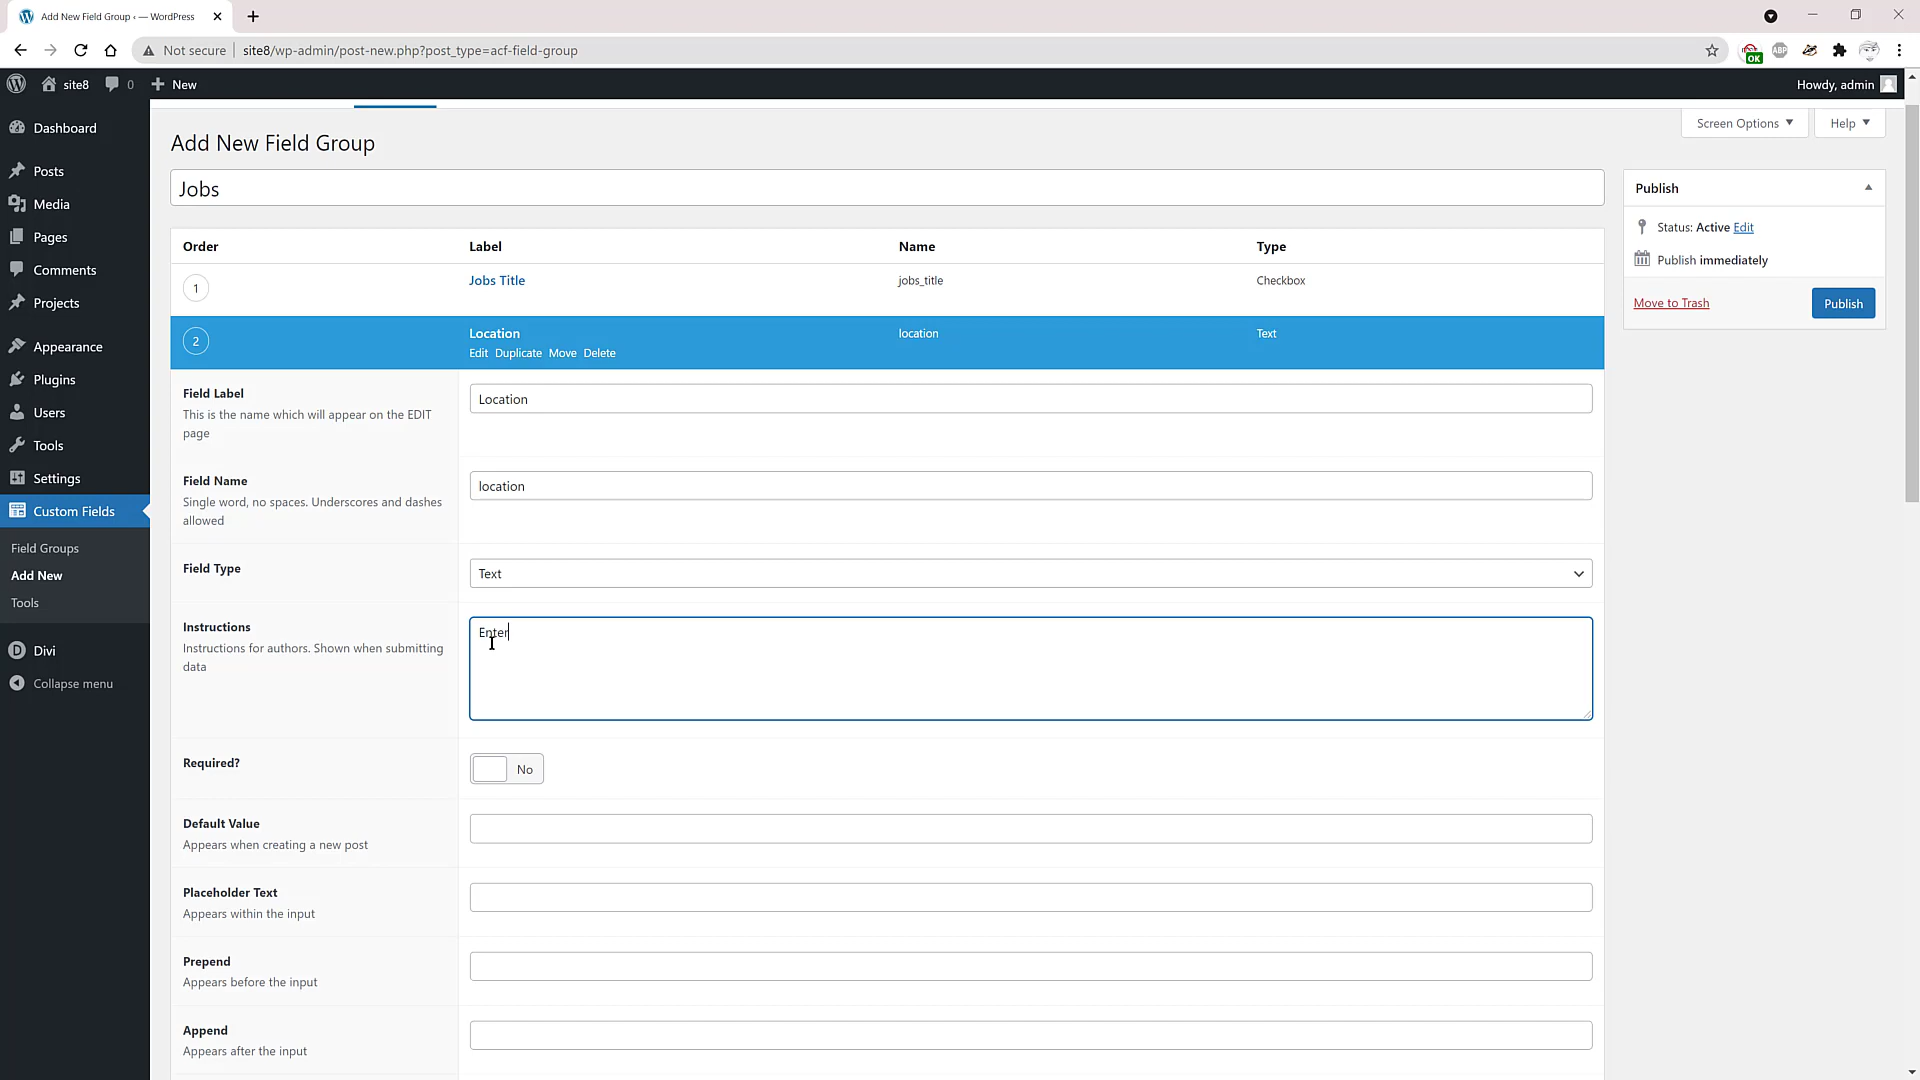 Add New Field Group ‹ — WordPress
Not secure
site8/wp-admin/post-new.php?post_type=acf-field-group
OK
ABP
site8
0
New
Howdy, admin
Dashboard
Posts
Media
Pages
Comments
Projects
Appearance
Plugins
Users
Tools
Settings
Custom Fields
Field Groups
Add New
Tools
Divi
Collapse menu
Screen Options
Help
Add New Field Group
Jobs
Order Label Name Type
1 Jobs Title jobs_title Checkbox
2 Location location Text
Edit Duplicate Move Delete
Field Label
This is the name which will appear on the EDIT
page
Location
Field Name
Single word, no spaces. Underscores and dashes
allowed
location
Field Type
Text
Instructions
Instructions for authors. Shown when submitting
data
Enter
Required?
No
Default Value
Appears when creating a new post
Placeholder Text
Appears within the input
Prepend
Appears before the input
Append
Appears after the input
Publish
Status: Active Edit
Publish immediately
Move to Trash
Publish